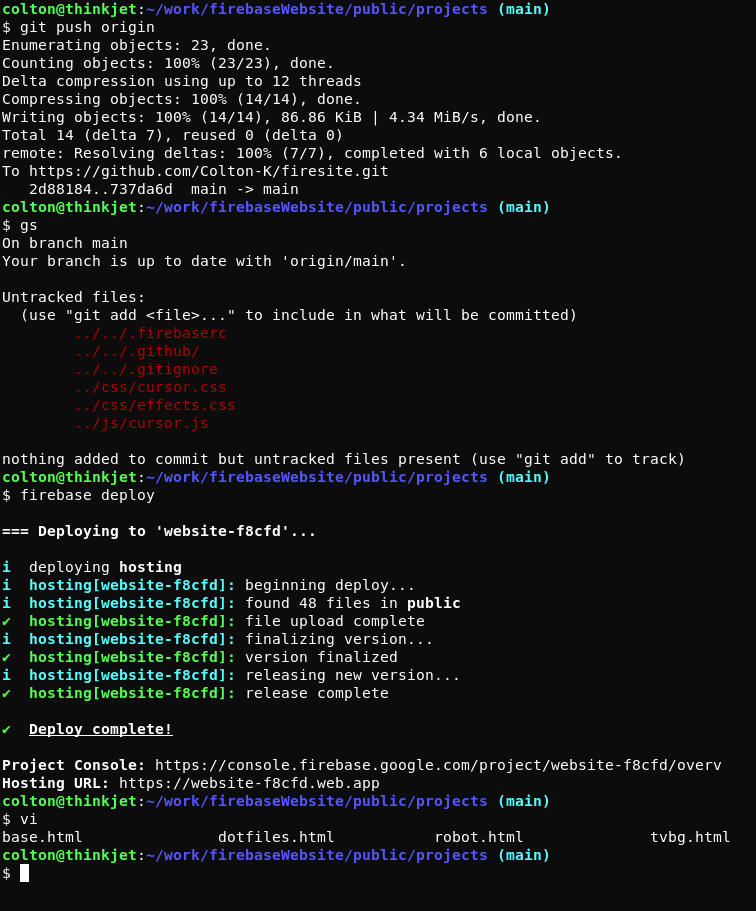 colton@thinkjet:~/work/firebaseWebsite/public/projects (main)
$ git push origin
Enumerating objects: 23, done.
Counting objects: 100% (23/23), done.
Delta compression using up to 12 threads
Compressing objects: 100% (14/14), done.
Writing objects: 100% (14/14), 86.86 KiB | 4.34 MiB/s, done.
Total 14 (delta 7), reused 0 (delta 0)
remote: Resolving deltas: 100% (7/7), completed with 6 local objects.
To https://github.com/Colton-K/firesite.git
   2d88184..737da6d  main -> main
colton@thinkjet:~/work/firebaseWebsite/public/projects (main)
$ gs
On branch main
Your branch is up to date with 'origin/main'.

Untracked files:
  (use "git add <file>..." to include in what will be committed)
        ../../.firebaserc
        ../../.github/
        ../../.gitignore
        ../css/cursor.css
        ../css/effects.css
        ../js/cursor.js

nothing added to commit but untracked files present (use "git add" to track)
colton@thinkjet:~/work/firebaseWebsite/public/projects (main)
$ firebase deploy

=== Deploying to 'website-f8cfd'...

i  deploying hosting
i  hosting[website-f8cfd]: beginning deploy...
i  hosting[website-f8cfd]: found 48 files in public
✔  hosting[website-f8cfd]: file upload complete
i  hosting[website-f8cfd]: finalizing version...
✔  hosting[website-f8cfd]: version finalized
i  hosting[website-f8cfd]: releasing new version...
✔  hosting[website-f8cfd]: release complete

✔  Deploy complete!

Project Console: https://console.firebase.google.com/project/website-f8cfd/overv
Hosting URL: https://website-f8cfd.web.app
colton@thinkjet:~/work/firebaseWebsite/public/projects (main)
$ vi
base.html               dotfiles.html           robot.html              tvbg.html
colton@thinkjet:~/work/firebaseWebsite/public/projects (main)
$